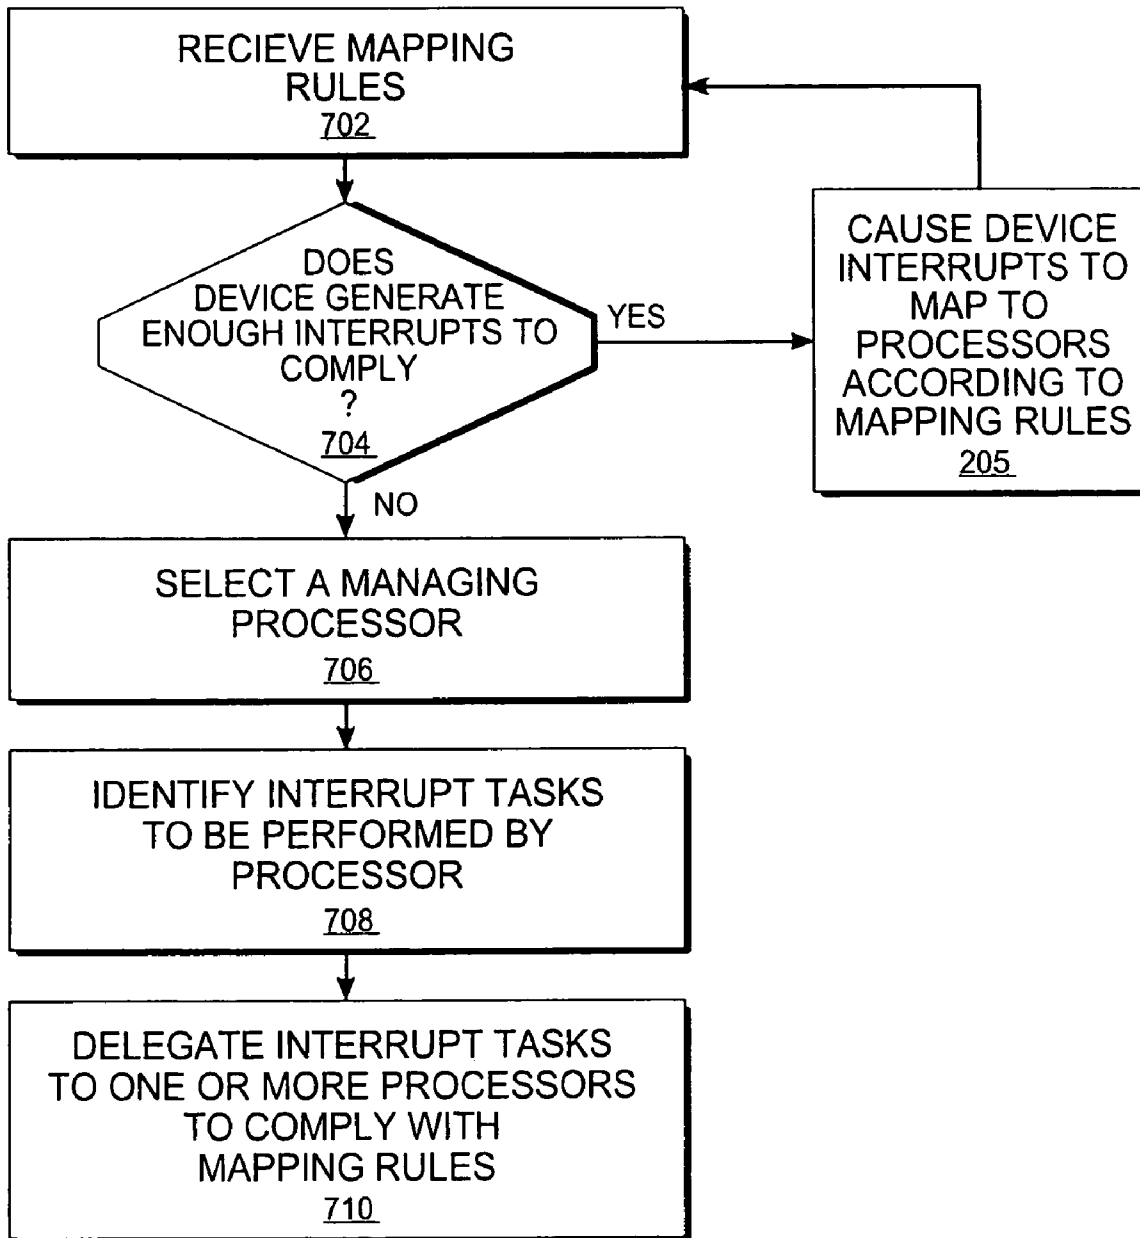 RECIEVE MAPPING
RULES
702
DOES
DEVICE GENERATE
ENOUGH INTERRUPTS TO
COMPLY
?
704
YES
CAUSE DEVICE
INTERRUPTS TO
MAP TO
PROCESSORS
ACCORDING TO
MAPPING RULES
205
NO
SELECT A MANAGING
PROCESSOR
706
IDENTIFY INTERRUPT TASKS
TO BE PERFORMED BY
PROCESSOR
708
DELEGATE INTERRUPT TASKS
TO ONE OR MORE PROCESSORS
TO COMPLY WITH
MAPPING RULES
710